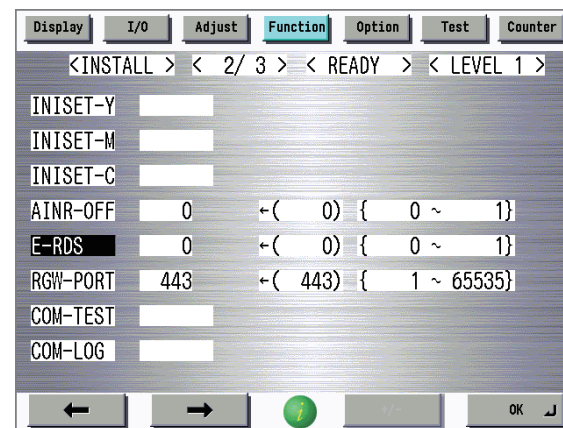 Display I/O Adjust Function Option Test Counter
<INSTALL > < 2/ 3 > < READY > < LEVEL 1 >
INISET-Y
INISET-M
INISET-C
AINR-OFF 0 ←( 0) { 0 ~ 1}
E-RDS 0 ←( 0) { 0 ~ 1}
RGW-PORT 443 ←( 443) { 1 ~ 65535}
COM-TEST
COM-LOG
← → i +/- OK ↵